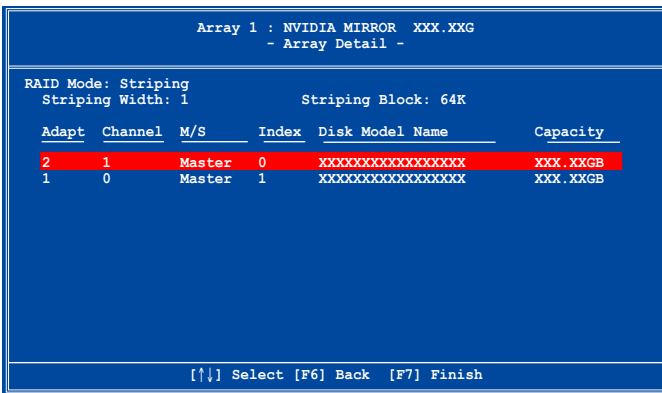 Array 1 : NVIDIA MIRROR XXX.XXG
- Array Detail -
RAID Mode: Striping
Striping Width: 1 Striping Block: 64K
Adapt Channel M/S Index Disk Model Name Capacity
2 1 Master 0 XXXXXXXXXXXXXXXXX XXX.XXGB
1 0 Master 1 XXXXXXXXXXXXXXXXX XXX.XXGB
[↑↓] Select [F6] Back [F7] Finish